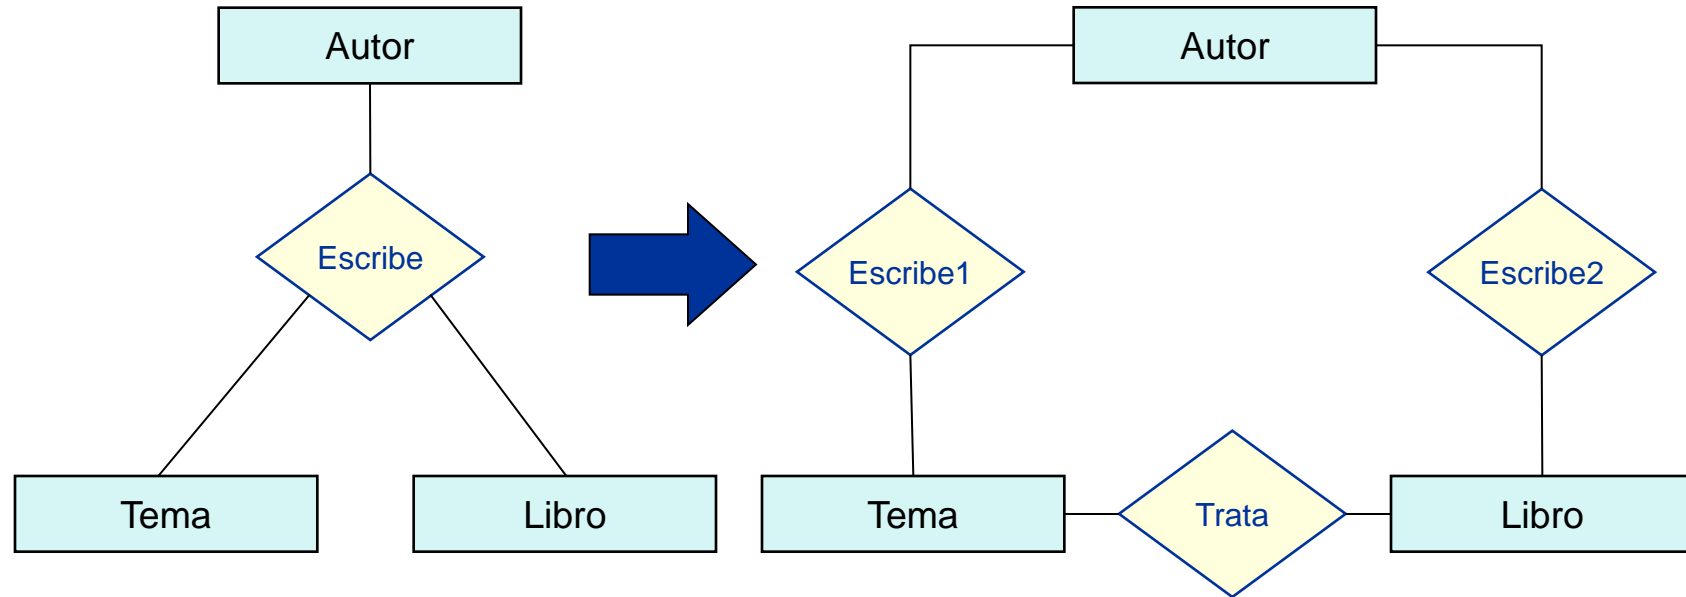 Autor
Escribe
Tema
Libro
Autor
Escribe1
Escribe2
Tema
Trata
Libro